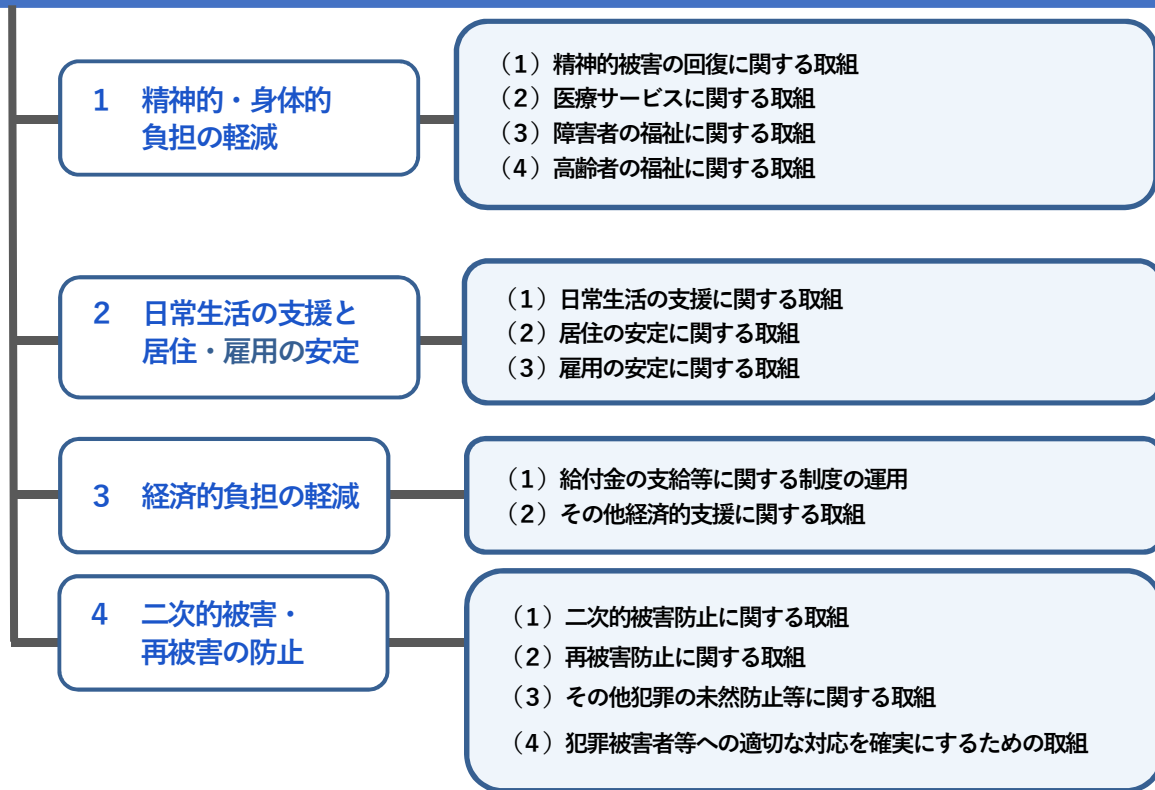 1 精神的・身体的
負担の軽減
（1）精神的被害の回復に関する取組
（2）医療サービスに関する取組
（3）障害者の福祉に関する取組
（4）高齢者の福祉に関する取組
2 日常生活の支援と
居住・雇用の安定
（1）日常生活の支援に関する取組
（2）居住の安定に関する取組
（3）雇用の安定に関する取組
3 経済的負担の軽減
（1）給付金の支給等に関する制度の運用
（2）その他経済的支援に関する取組
4 二次的被害・
再被害の防止
（1）二次的被害防止に関する取組
（2）再被害防止に関する取組
（3）その他犯罪の未然防止等に関する取組
（4）犯罪被害者等への適切な対応を確実にするための取組